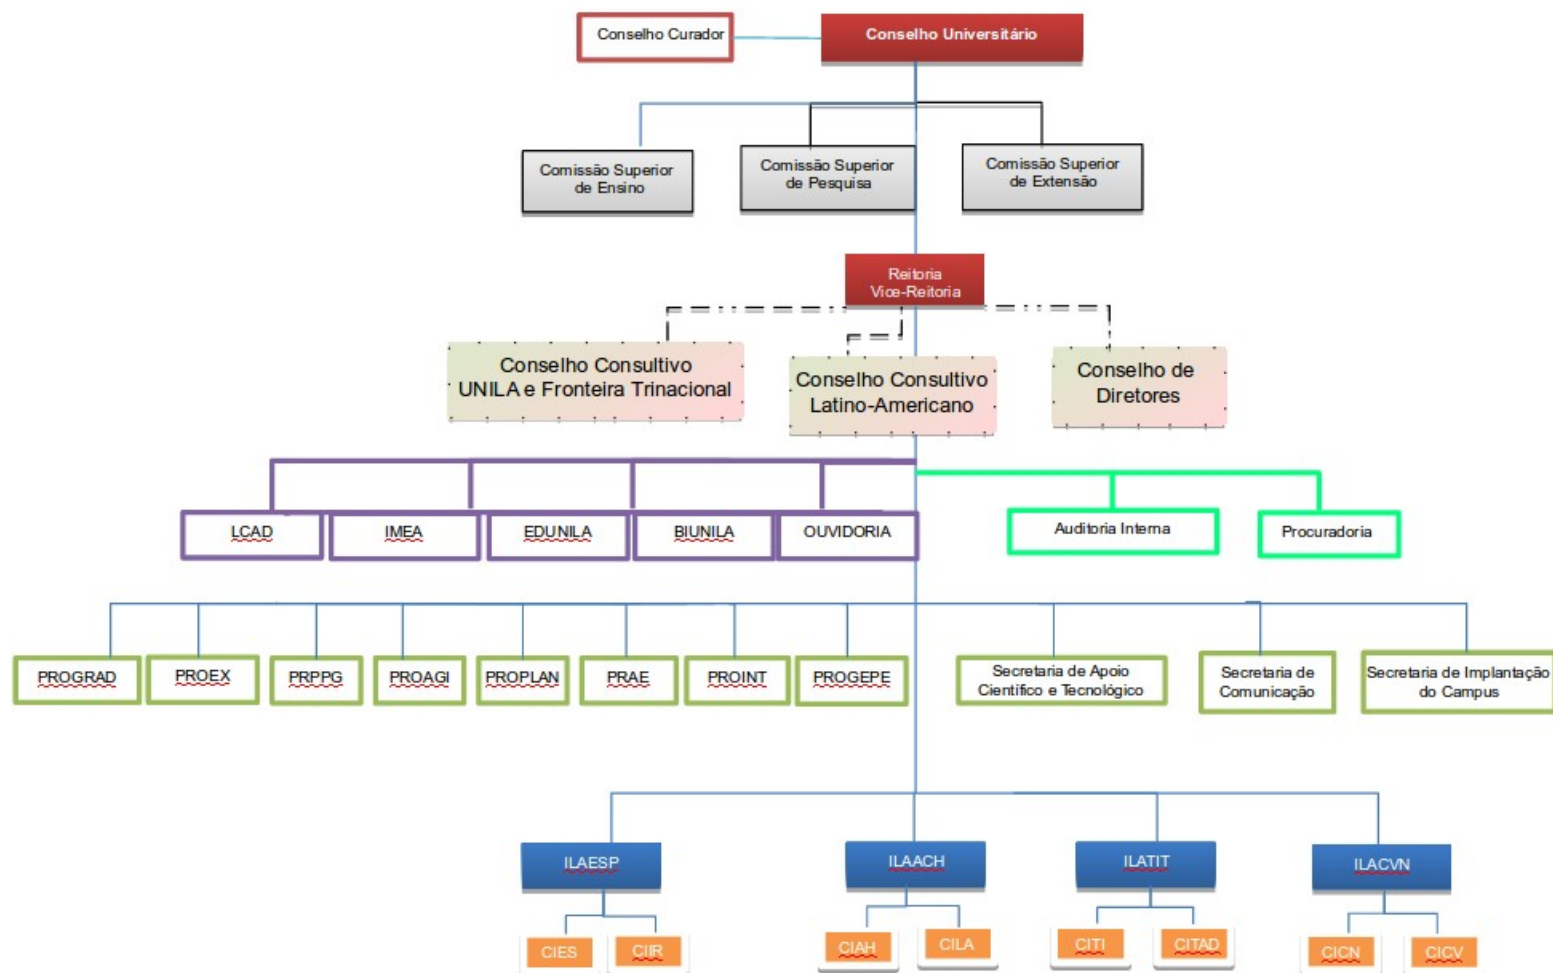 Conselho Curador
Conselho Universitário
Comissão Superior
de Ensino
Comissão Superior
de Pesquisa
Comissão Superior
de Extensão
Reitoria
Vice-Reitoria
Conselho Consultivo
UNILA e Fronteira Trinacional
Conselho Consultivo
Latino-Americano
Conselho de
Diretores
LCAD
IMEA
EDUNILA
BIUNILA
OUVIDORIA
Auditoria Interna
Procuradoria
PROGRAD
PROEX
PRPPG
PROAGI
PROPLAN
PRAE
PROINT
PROGEPE
Secretaria de Apoio
Científico e Tecnológico
Secretaria de
Comunicação
Secretaria de Implantação
do Campus
ILAESP
ILAACH
ILATIT
ILACVN
CIES
CIIR
CIAH
CILA
CITI
CITAD
CICN
CICV